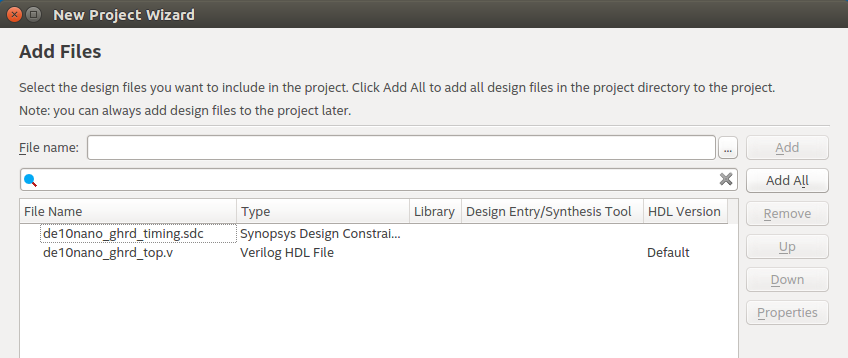 New Project Wizard
Add Files
Select the design files you want to include in the project. Click Add All to add all design files in the project directory to the project.
Note: you can always add design files to the project later.
File name: ... Add
Add All
File Name Type Library Design Entry/Synthesis Tool HDL Version
de10nano_ghrd_timing.sdc Synopsys Design Constrai...
de10nano_ghrd_top.v Verilog HDL File Default
Remove
Up
Down
Properties